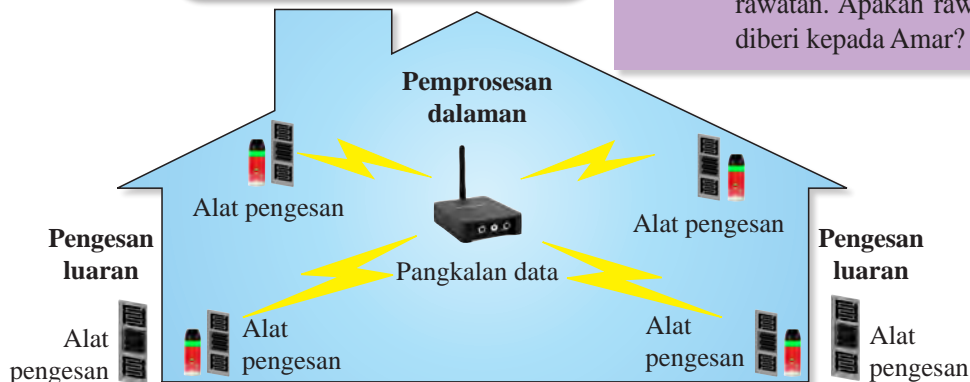 rawatan. Apakah raw
diberi kepada Amar?
Pemprosesan
dalaman
Alat pengesan
Alat pengesan
Pengesan
luaran
Pangkalan data
Pengesan
luaran
Alat
pengesan
Alat
pengesan
Alat
pengesan
Alat
pengesan